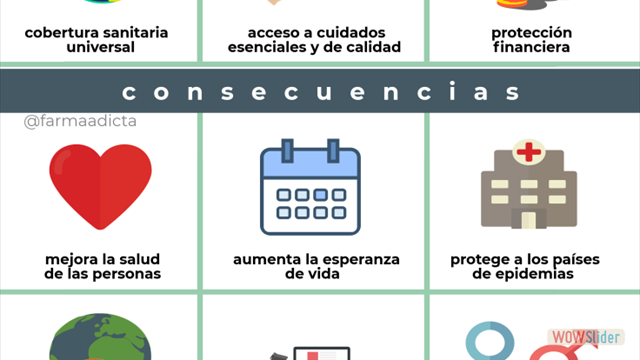 cobertura sanitaria
universal
acceso a cuidados
esenciales y de calidad
protección
financiera
consecuencias
@farmaadicta
mejora la salud
de las personas
aumenta la esperanza
de vida
protege a los países
de epidemias
WOWSlider